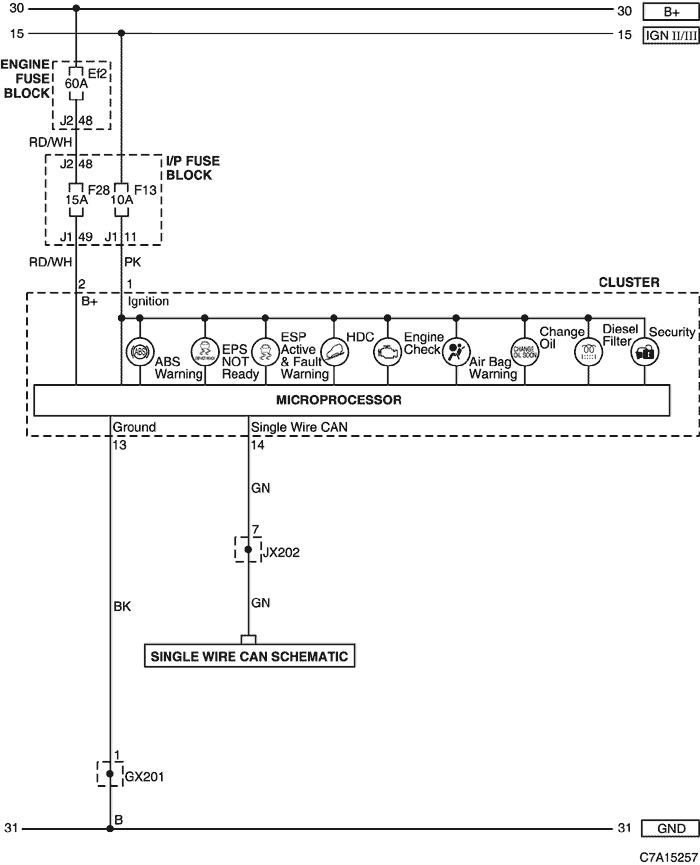 30
30
B+
15
15
IGN II/III
ENGINE
FUSE
BLOCK
Ef2
60A
J2 48
RD/WH
J2 48
I/P FUSE
BLOCK
F28
15A
F13
10A
J1 49
J1 11
RD/WH
PK
2
1
CLUSTER
B+
Ignition
ABS
Warning
EPS
NOT
Ready
ESP
Active
& Fault
Warning
HDC
Engine
Check
Air Bag
Warning
Change
Oil
Diesel
Filter
Security
ABS
CHANGE
OIL SOON
MICROPROCESSOR
Ground
Single Wire CAN
13
14
GN
7
JX202
GN
BK
SINGLE WIRE CAN SCHEMATIC
1
GX201
B
31
31
GND
C7A15257